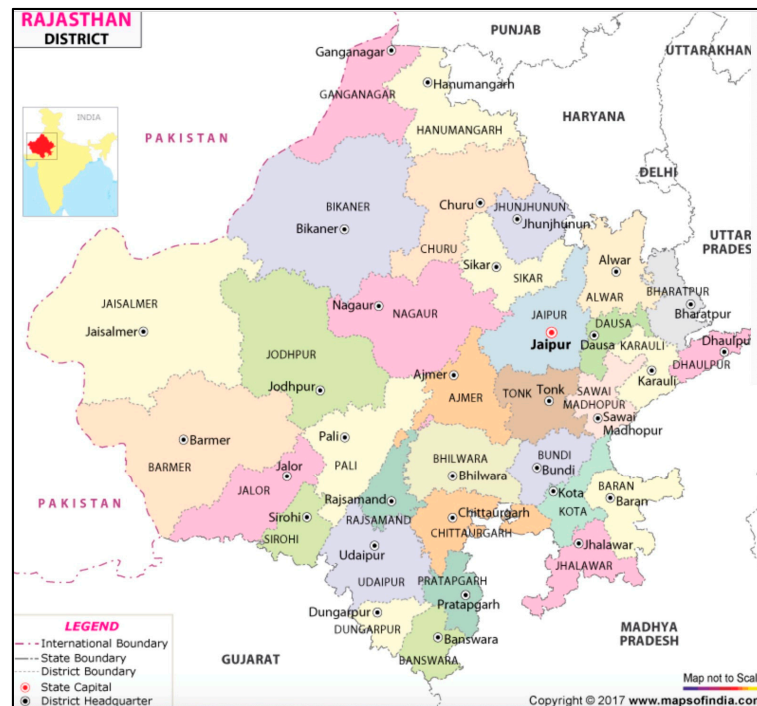 RAJASTHAN
DISTRICT
PUNJAB
UTTARAKHAN
Ganganagar
GANGANAGAR
Hanumangarh
HANUMANGARH
HARYANA
INDIA
PAKISTAN
DELHI
BIKANER
Bikaner
Churu
CHURU
JHUNJHUNUN
Jhunjhunun
UTTAR
PRADESH
Sikar
SIKAR
Alwar
ALWAR
BHARATPUR
Bharatpur
JAISALMER
Jaisalmer
Nagaur
NAGAUR
JAIPUR
Jaipur
DAUSA
Dausa
KARAULI
Karauli
Dhaulpu
DHAULPUR
JODHPUR
Jodhpur
Ajmer
AJMER
TONK
Tonk
SAWAI
MADHOPUR
Sawai
Madhopur
Barmer
BARMER
Pali
PALI
BHILWARA
Bhilwara
BUNDI
Bundi
Jalor
JALOR
Kota
KOTA
BARAN
Baran
PAKISTAN
Rajsamand
RAJSAMAND
Chittaurgarh
CHITTAURGARH
Sirohi
SIROHI
Udaipur
UDAIPUR
Jhalawar
JHALAWAR
PRATAPGARH
Pratapgarh
Dungarpur
DUNGARPUR
Banswara
BANSWARA
MADHYA
PRADESH
GUJARAT
LEGEND
International Boundary
State Boundary
District Boundary
State Capital
District Headquarter
Map not to Scal
Copyright © 2017 www.mapsofindia.com